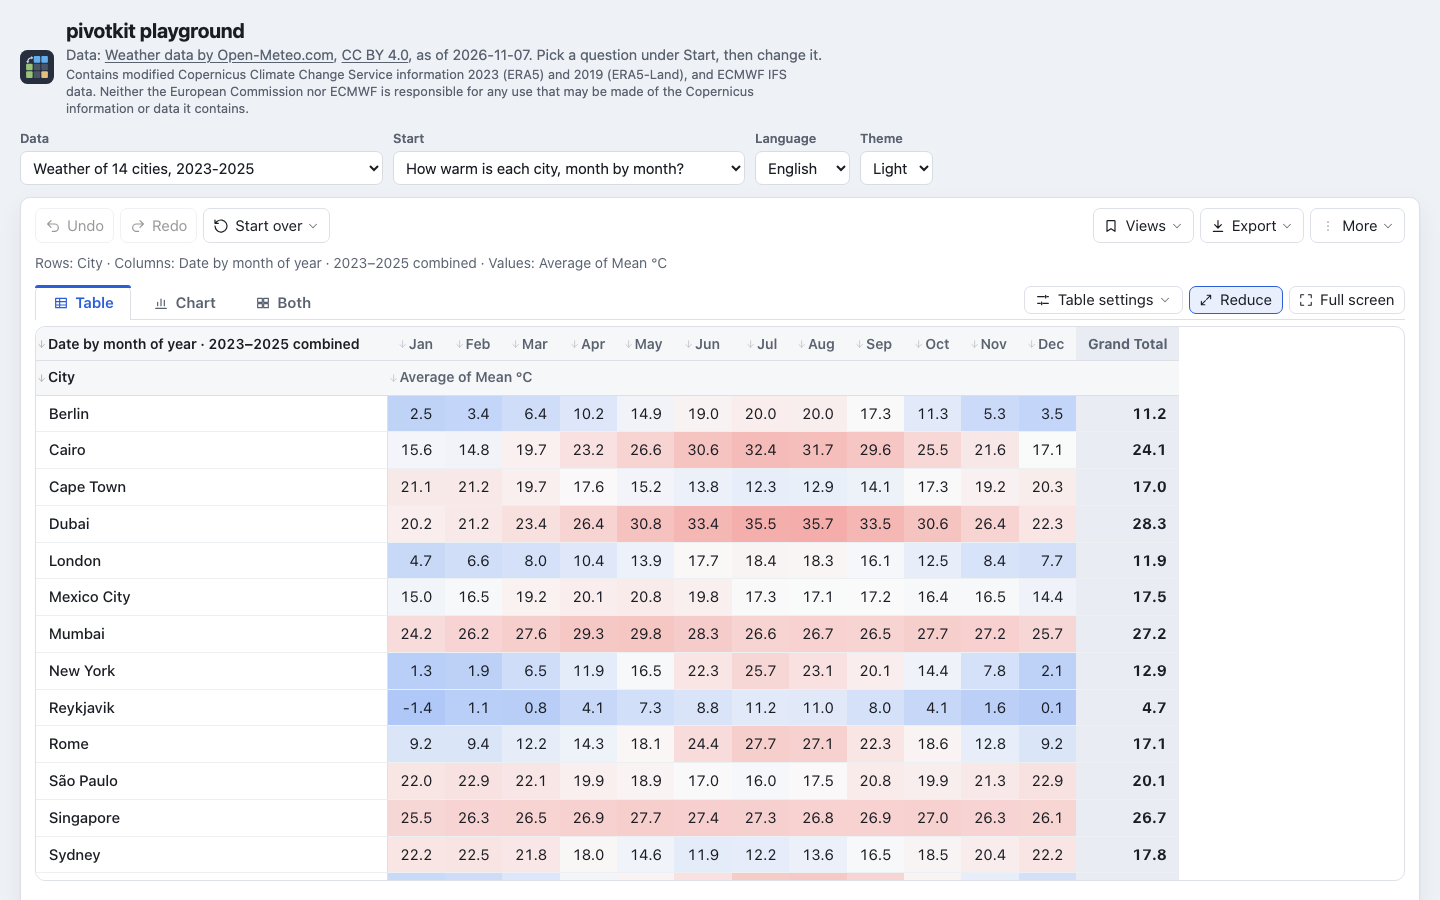 pivotkit playground
Data: Weather data by Open-Meteo.com, CC BY 4.0, as of 2026-11-07. Pick a question under Start, then change it.
Contains modified Copernicus Climate Change Service information 2023 (ERA5) and 2019 (ERA5-Land), and ECMWF IFS
data. Neither the European Commission nor ECMWF is responsible for any use that may be made of the Copernicus
information or data it contains.
Data Start Language Theme
Weather of 14 cities, 2023-2025 How warm is each city, month by month? English Light
Undo Redo Start over Views Export More
Rows: City · Columns: Date by month of year · 2023–2025 combined · Values: Average of Mean °C
Table Chart Both Table settings Reduce Full screen
↓ Date by month of year · 2023–2025 combined ↓ Jan ↓ Feb ↓ Mar ↓ Apr ↓ May ↓ Jun ↓ Jul ↓ Aug ↓ Sep ↓ Oct ↓ Nov ↓ Dec Grand Total
↓ City ↓ Average of Mean °C
Berlin 2.5 3.4 6.4 10.2 14.9 19.0 20.0 20.0 17.3 11.3 5.3 3.5 11.2
Cairo 15.6 14.8 19.7 23.2 26.6 30.6 32.4 31.7 29.6 25.5 21.6 17.1 24.1
Cape Town 21.1 21.2 19.7 17.6 15.2 13.8 12.3 12.9 14.1 17.3 19.2 20.3 17.0
Dubai 20.2 21.2 23.4 26.4 30.8 33.4 35.5 35.7 33.5 30.6 26.4 22.3 28.3
London 4.7 6.6 8.0 10.4 13.9 17.7 18.4 18.3 16.1 12.5 8.4 7.7 11.9
Mexico City 15.0 16.5 19.2 20.1 20.8 19.8 17.3 17.1 17.2 16.4 16.5 14.4 17.5
Mumbai 24.2 26.2 27.6 29.3 29.8 28.3 26.6 26.7 26.5 27.7 27.2 25.7 27.2
New York 1.3 1.9 6.5 11.9 16.5 22.3 25.7 23.1 20.1 14.4 7.8 2.1 12.9
Reykjavik -1.4 1.1 0.8 4.1 7.3 8.8 11.2 11.0 8.0 4.1 1.6 0.1 4.7
Rome 9.2 9.4 12.2 14.3 18.1 24.4 27.7 27.1 22.3 18.6 12.8 9.2 17.1
São Paulo 22.0 22.9 22.1 19.9 18.9 17.0 16.0 17.5 20.8 19.9 21.3 22.9 20.1
Singapore 25.5 26.3 26.5 26.9 27.7 27.4 27.3 26.8 26.9 27.0 26.3 26.1 26.7
Sydney 22.2 22.5 21.8 18.0 14.6 11.9 12.2 13.6 16.5 18.5 20.4 22.2 17.8